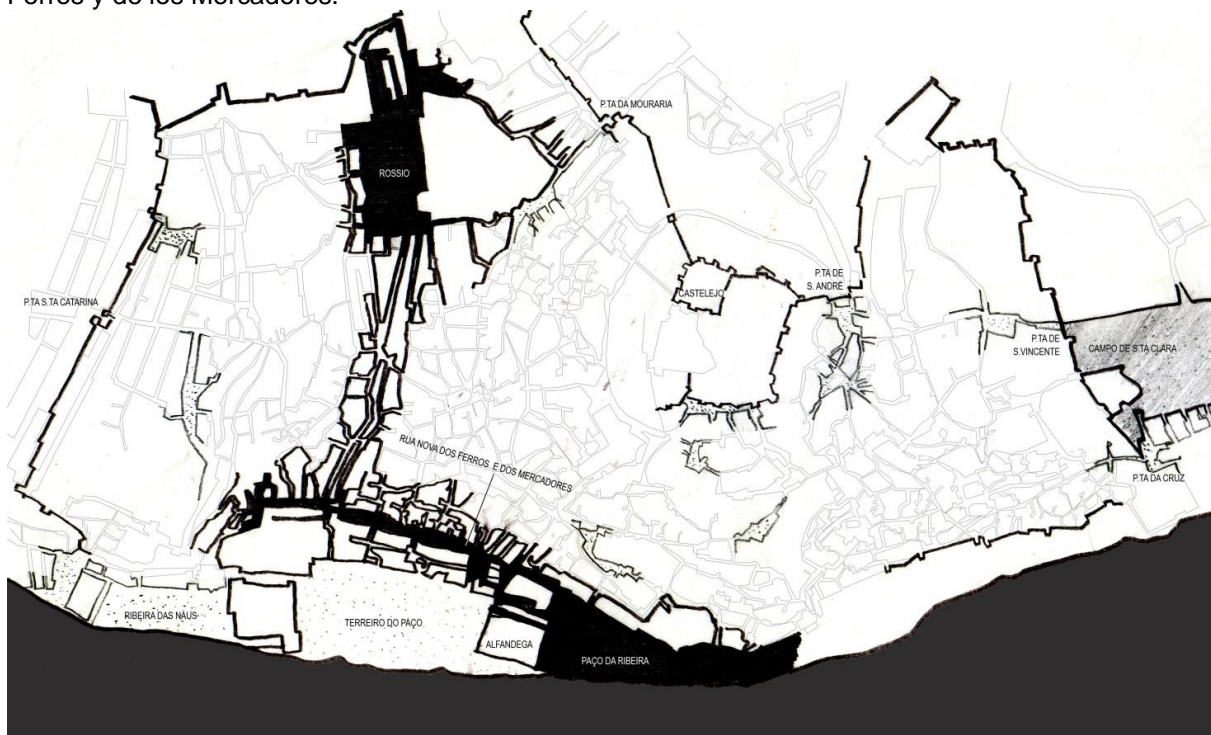 Ferros y de los Mercaderes.
P.TA DA MOURARIA
ROSSIO
P.TA DE
S. ANDRÉ
CASTELEJO
P.TA S.TA CATARINA
P.TA DE
S.VINCENTE
CAMPO DE S.TA CLARA
RUA NOVA DOS FERROS E DOS MERCADORES
P.TA DA CRUZ
RIBEIRA DAS NÁUS
TERREIRO DO PAÇO
ALFANDEGA
PAÇO DA RIBEIRA